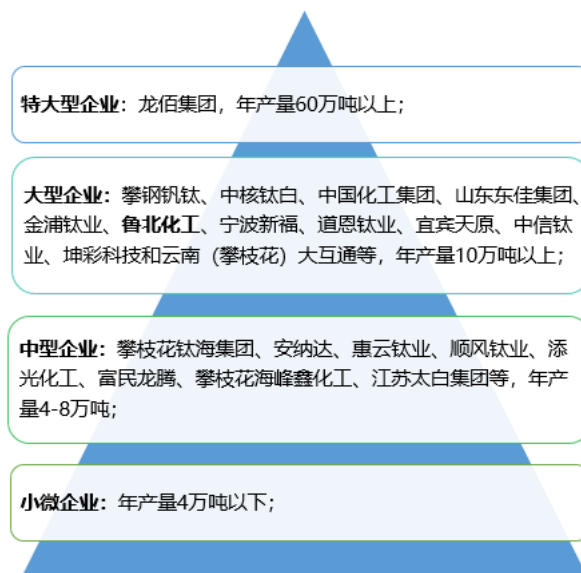 特大型企业：龙佰集团，年产量60万吨以上；
大型企业：攀钢钒钛、中核钛白、中国化工集团、山东东佳集团、
金浦钛业、鲁北化工、宁波新福、道恩钛业、宜宾天原、中信钛
业、坤彩科技和云南（攀枝花）大互通等，年产量10万吨以上；
中型企业：攀枝花钛海集团、安纳达、惠云钛业、顺风钛业、添
光化工、富民龙腾、攀枝花海峰鑫化工、江苏太白集团等，年产
量4-8万吨；
小微企业：年产量4万吨以下；